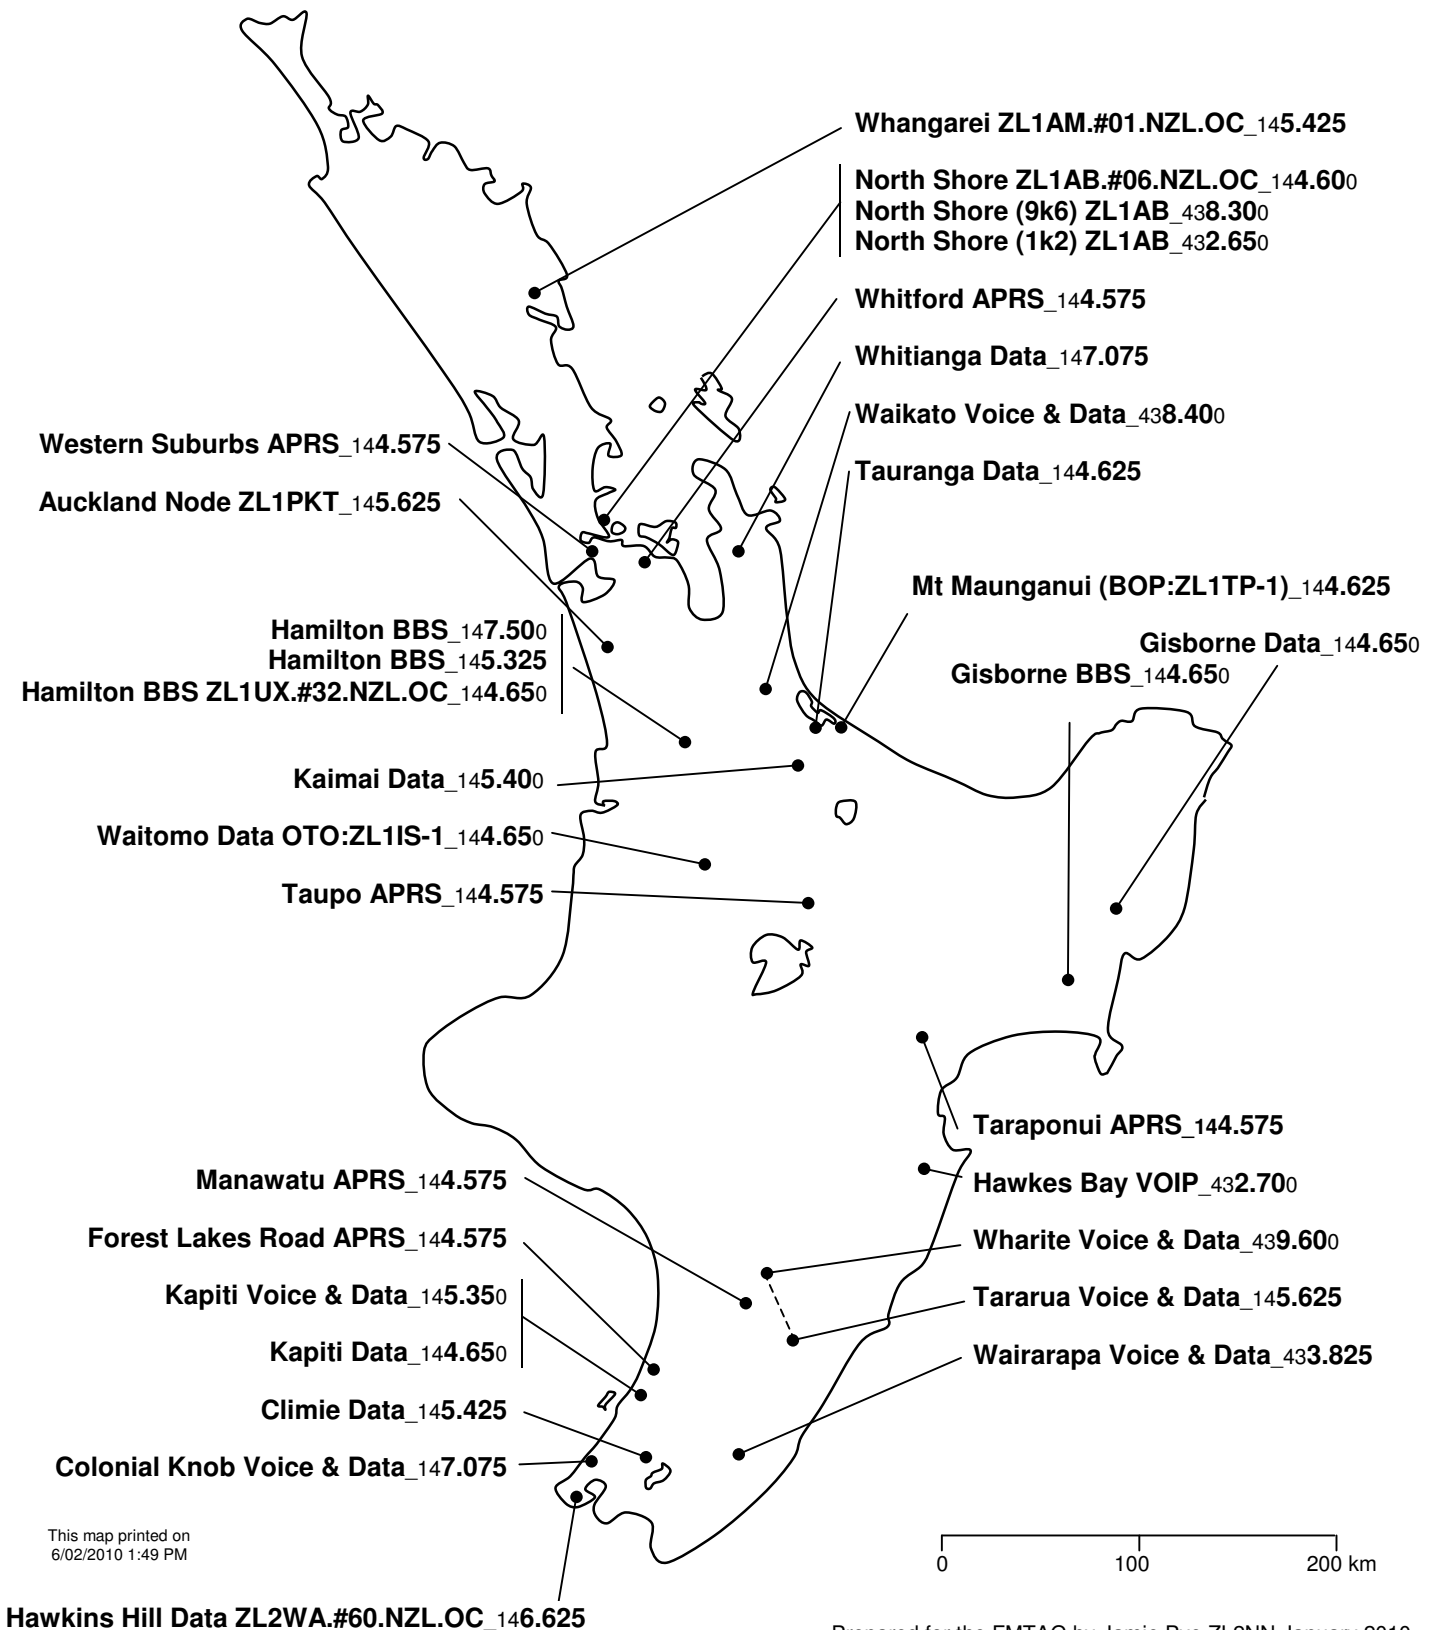 Whangarei ZL1AM.#01.NZL.OC_145.425
North Shore ZL1AB.#06.NZL.OC_144.600
North Shore (9k6) ZL1AB_438.300
North Shore (1k2) ZL1AB_432.650
Whitford APRS_144.575
Whitianga Data_147.075
Waikato Voice & Data_438.400
Tauranga Data_144.625
Western Suburbs APRS_144.575
Auckland Node ZL1PKT_145.625
Mt Maunganui (BOP:ZL1TP-1)_144.625
Gisborne Data_144.650
Gisborne BBS_144.650
Hamilton BBS_147.500
Hamilton BBS_145.325
Hamilton BBS ZL1UX.#32.NZL.OC_144.650
Kaimai Data_145.400
Waitomo Data OTO:ZL1IS-1_144.650
Taupo APRS_144.575
Taraponui APRS_144.575
Hawkes Bay VOIP_432.700
Wharite Voice & Data_439.600
Tararua Voice & Data_145.625
Wairarapa Voice & Data_433.825
Manawatu APRS_144.575
Forest Lakes Road APRS_144.575
Kapiti Voice & Data_145.350
Kapiti Data_144.650
Climie Data_145.425
Colonial Knob Voice & Data_147.075
This map printed on
6/02/2010 1:49 PM
0 100 200 km
Hawkins Hill Data ZL2WA.#60.NZL.OC_146.625